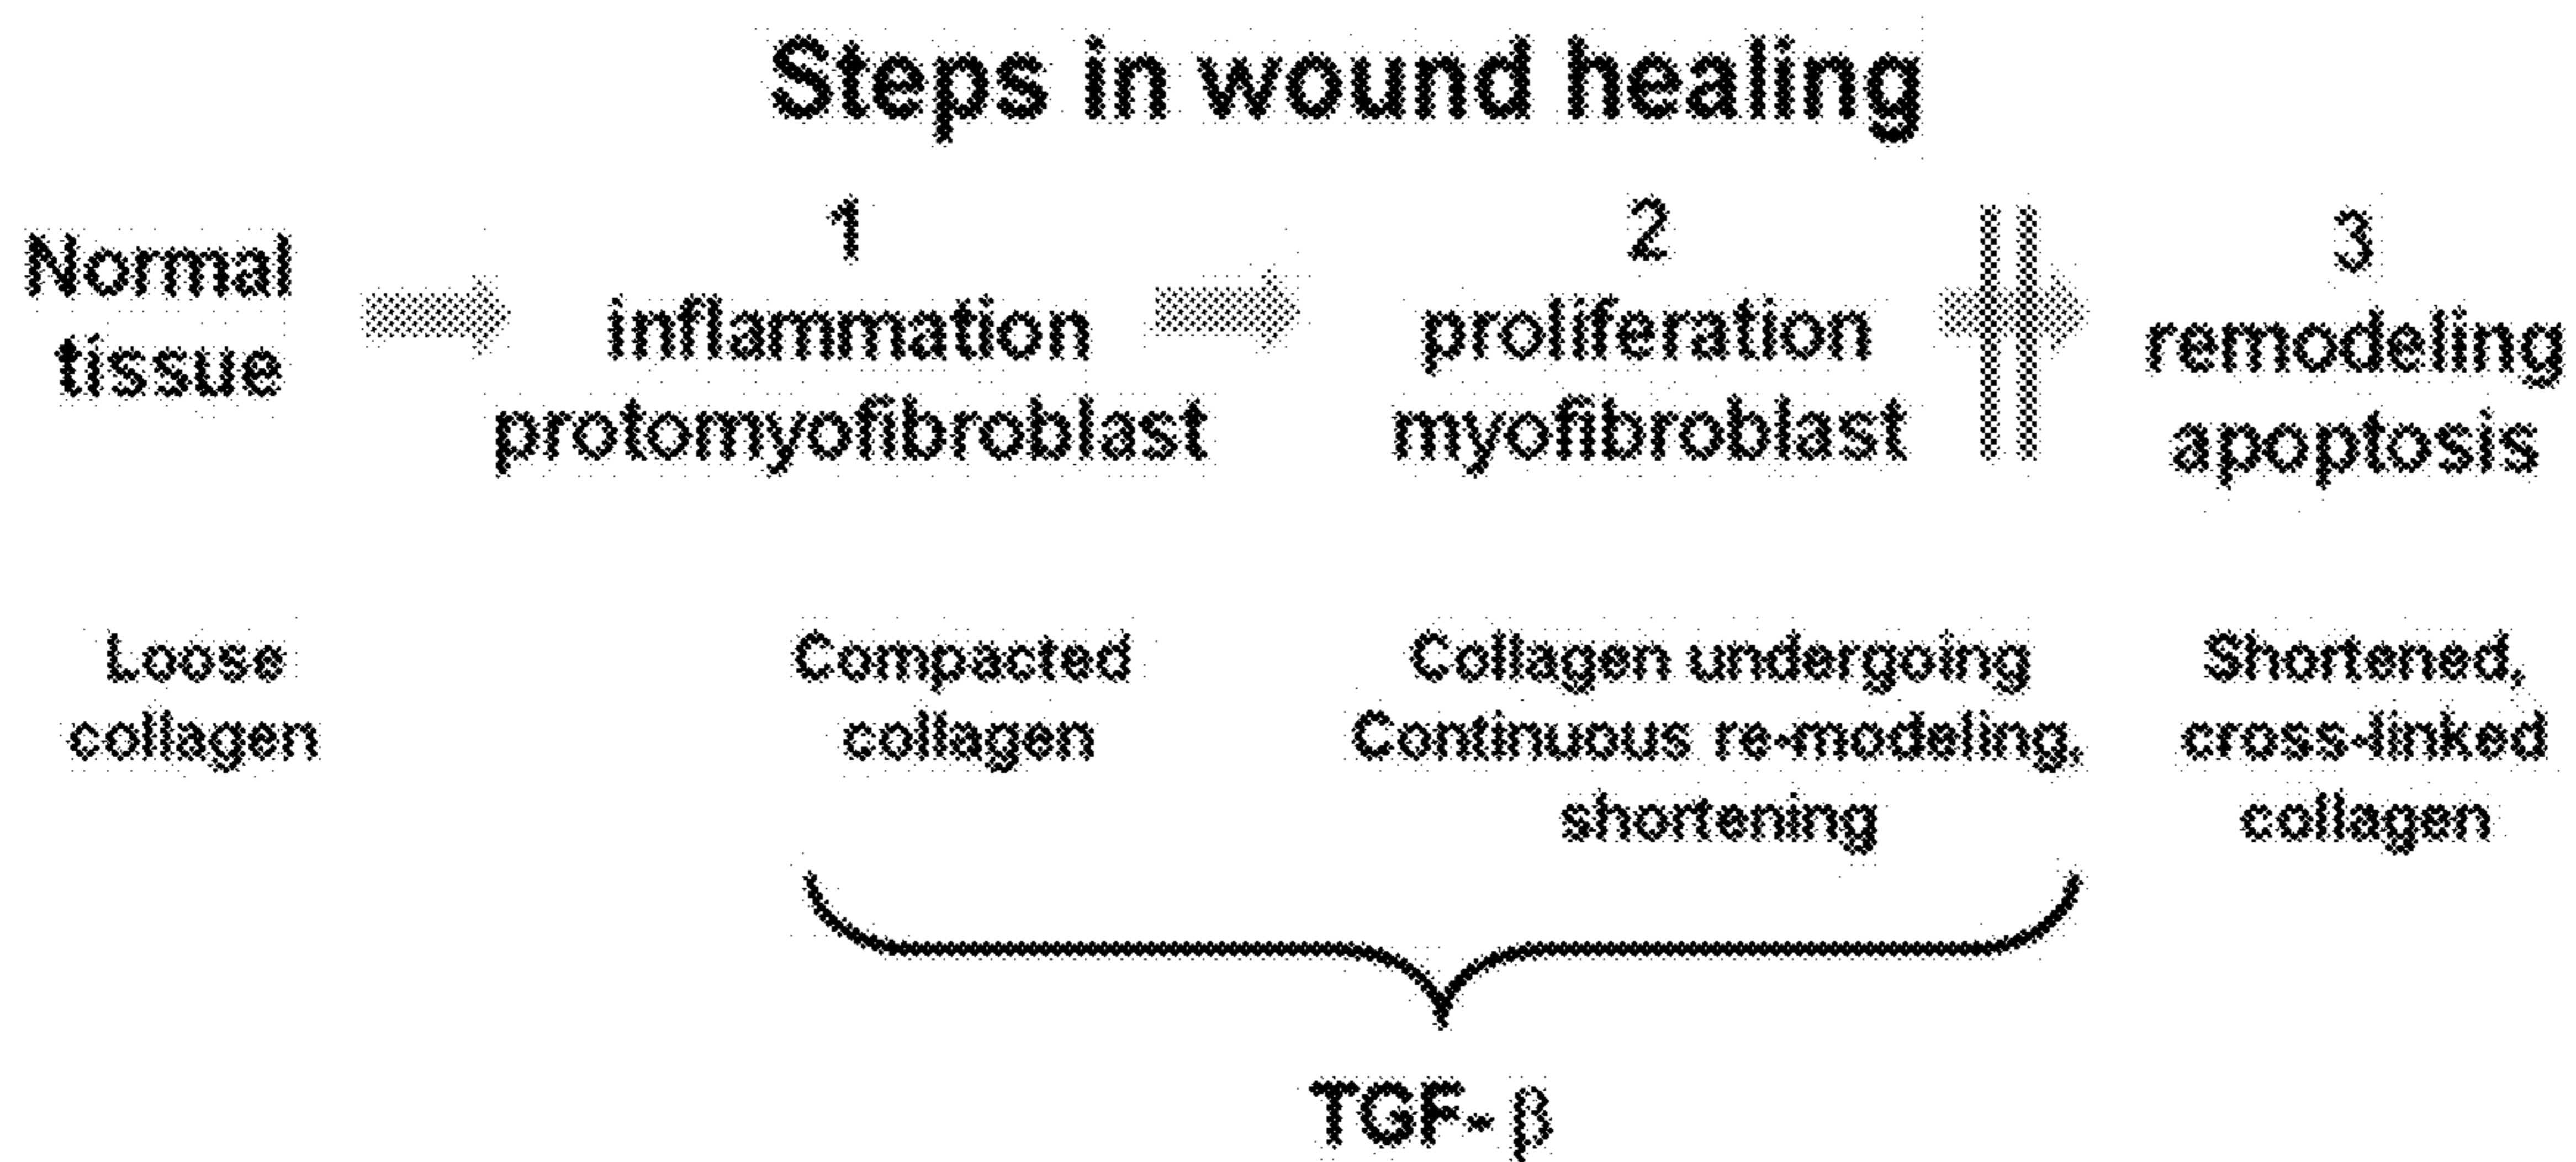 Steps in wound healing
Normal
tissue
1
inflammation
protomyofibroblast
2
proliferation
myofibroblast
3
remodeling
apoptosis
Loose
collagen
Compacted
collagen
Collagen undergoing
Continuous re-modeling,
shortening
Shortened,
cross-linked
collagen
TGF- β